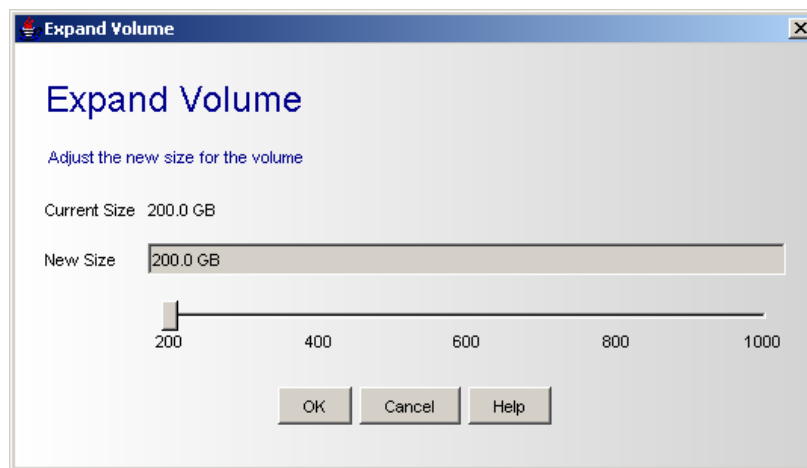 Expand Volume
Expand Volume
Adjust the new size for the volume
Current Size 200.0 GB
New Size 200.0 GB
200 400 600 800 1000
OK Cancel Help